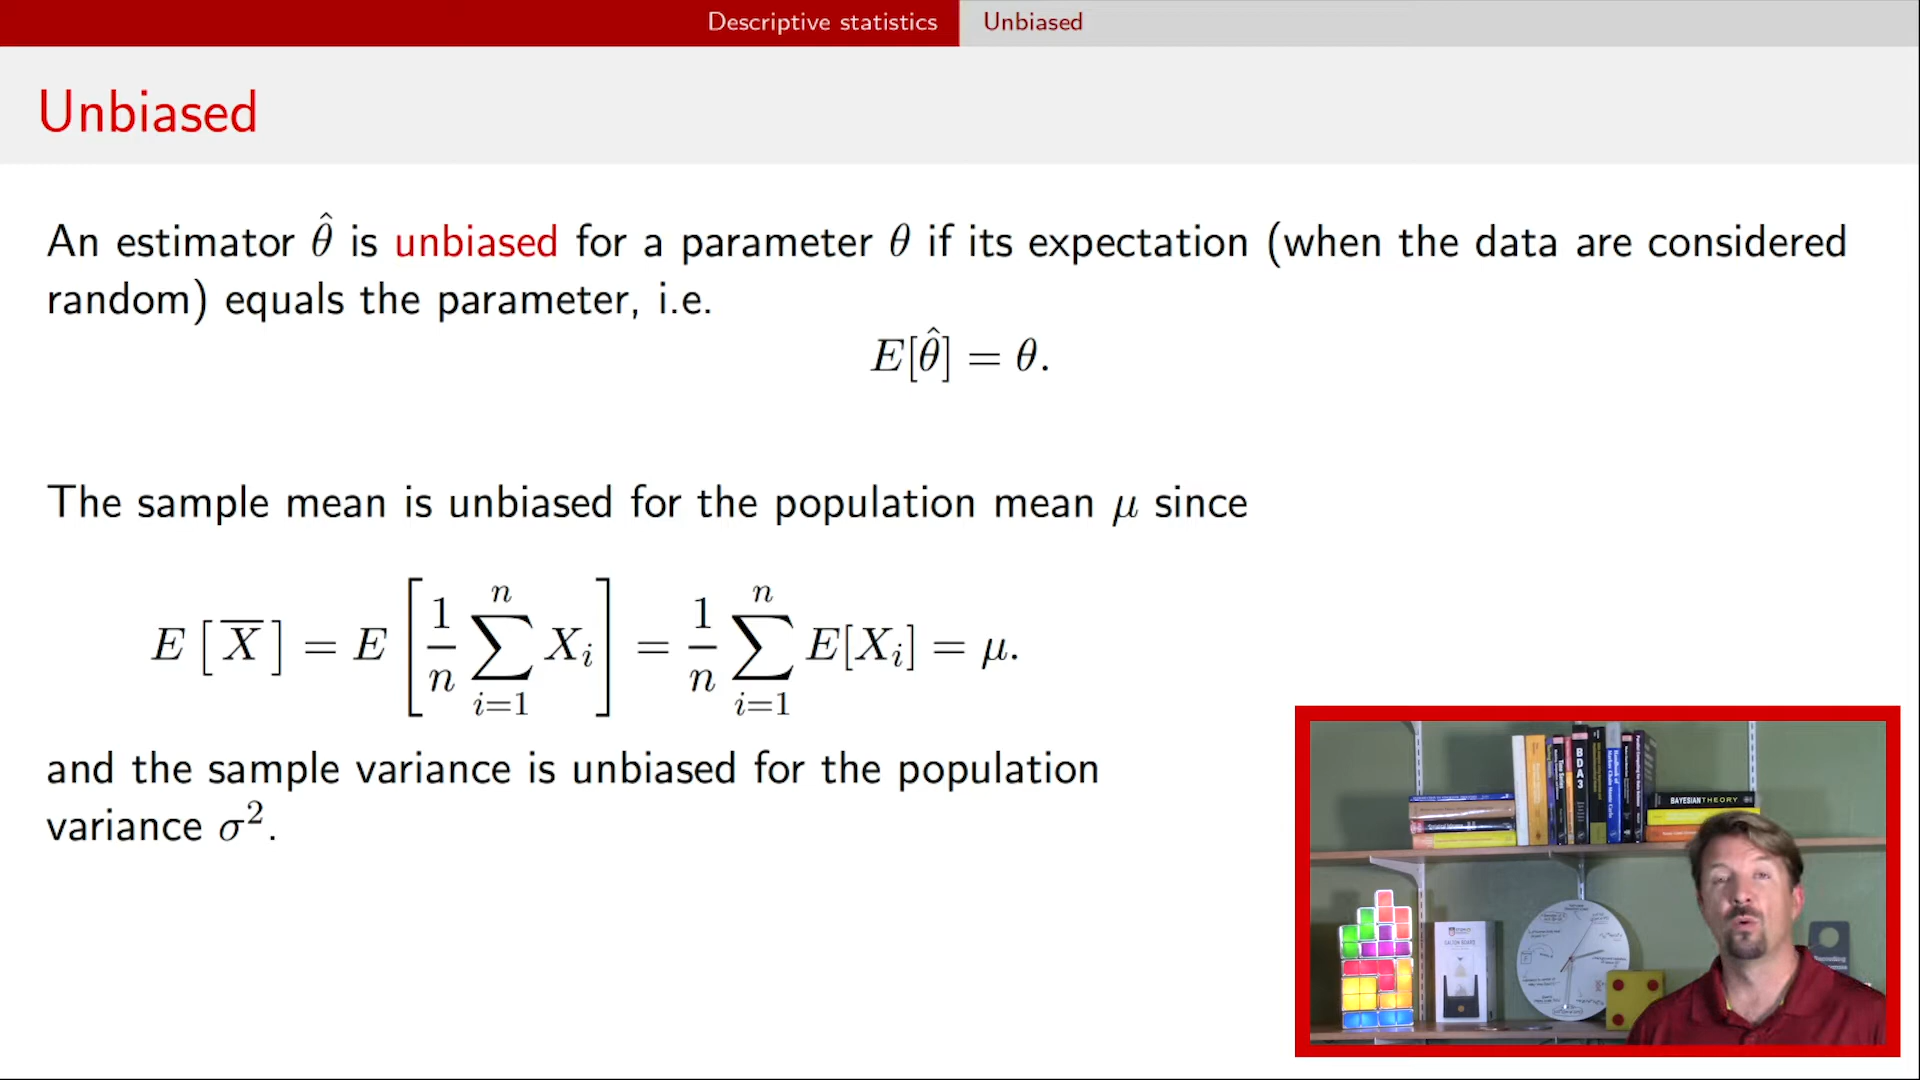 Descriptive statistics Unbiased
Unbiased
An estimator θ̂ is unbiased for a parameter θ if its expectation (when the data are considered
random) equals the parameter, i.e.
E[θ̂] = θ.
The sample mean is unbiased for the population mean μ since
E [ X̅ ] = E [ 1/n ∑_{i=1}^{n} X_i ] = 1/n ∑_{i=1}^{n} E[X_i] = μ.
and the sample variance is unbiased for the population
variance σ².
BDA3
BAYESIAN THEORY
GALTON BOARD